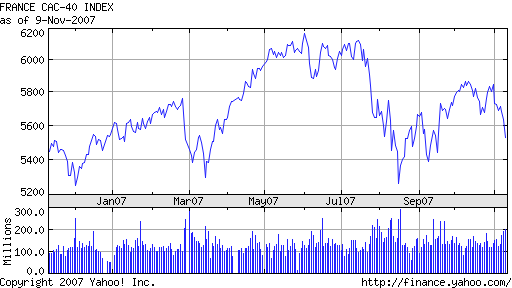 FRANCE CAC-40 INDEX
as of 9-Nov-2007
6200
6000
5800
5600
5400
5200
Jan07 Mar07 May07 Jul07 Sep07
300.0
200.0
100.0
0.0
Millions
Copyright 2007 Yahoo! Inc. http://finance.yahoo.com/